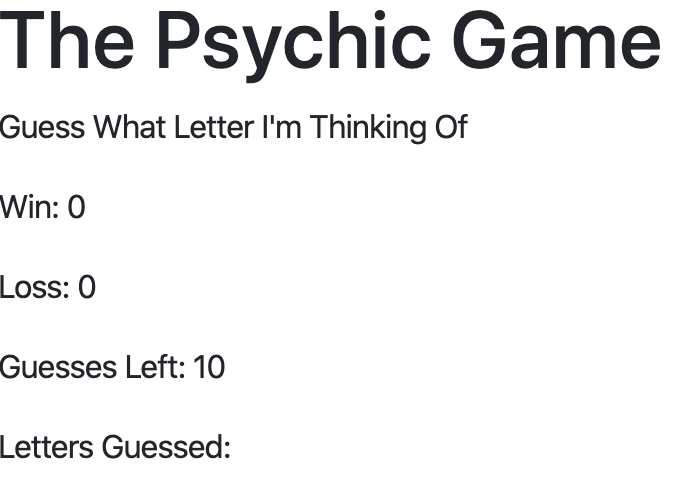 The Psychic Game
Guess What Letter I'm Thinking Of
Win: 0
Loss: 0
Guesses Left: 10
Letters Guessed: